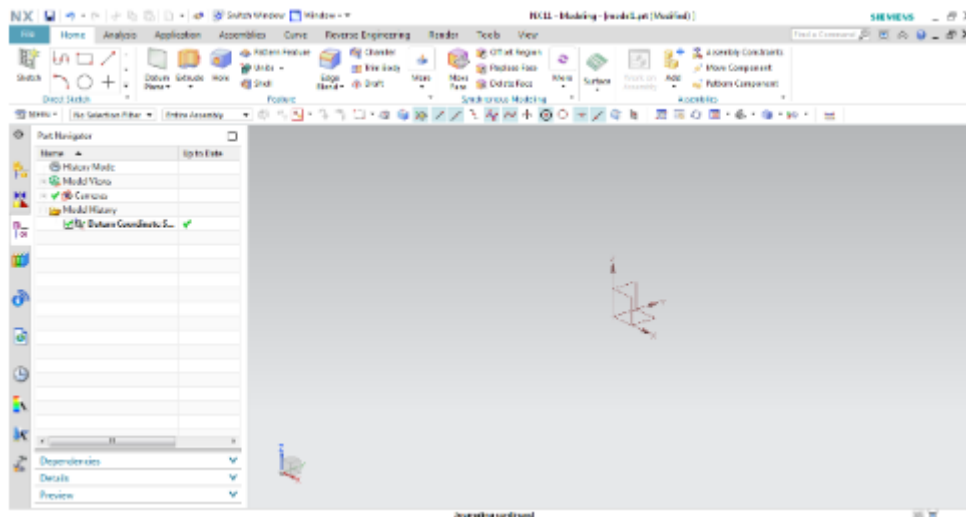 NX Switch Window Window NX 11 - Modeling - [model1.prt (Modified)] SIEMENS
File Home Analysis Application Assemblies Curve Reverse Engineering Render Tools View Find a Command
Sketch
Direct Sketch
Datum Plane
Extrude
Hole
Pattern Feature
Unite
Shell
Edge Blend
Chamfer
Trim Body
Draft
More
Feature
Move Face
Offset Region
Replace Face
Delete Face
More
Synchronous Modeling
Surface
Add
Assembly Constraints
Move Component
Pattern Component
Assemblies
Menu No Selection Filter Entire Assembly
Part Navigator
Name Up to Date
History Mode
Model Views
Cameras
Model History
Datum Coordinate S...
Dependencies
Details
Preview
Z
Y
X